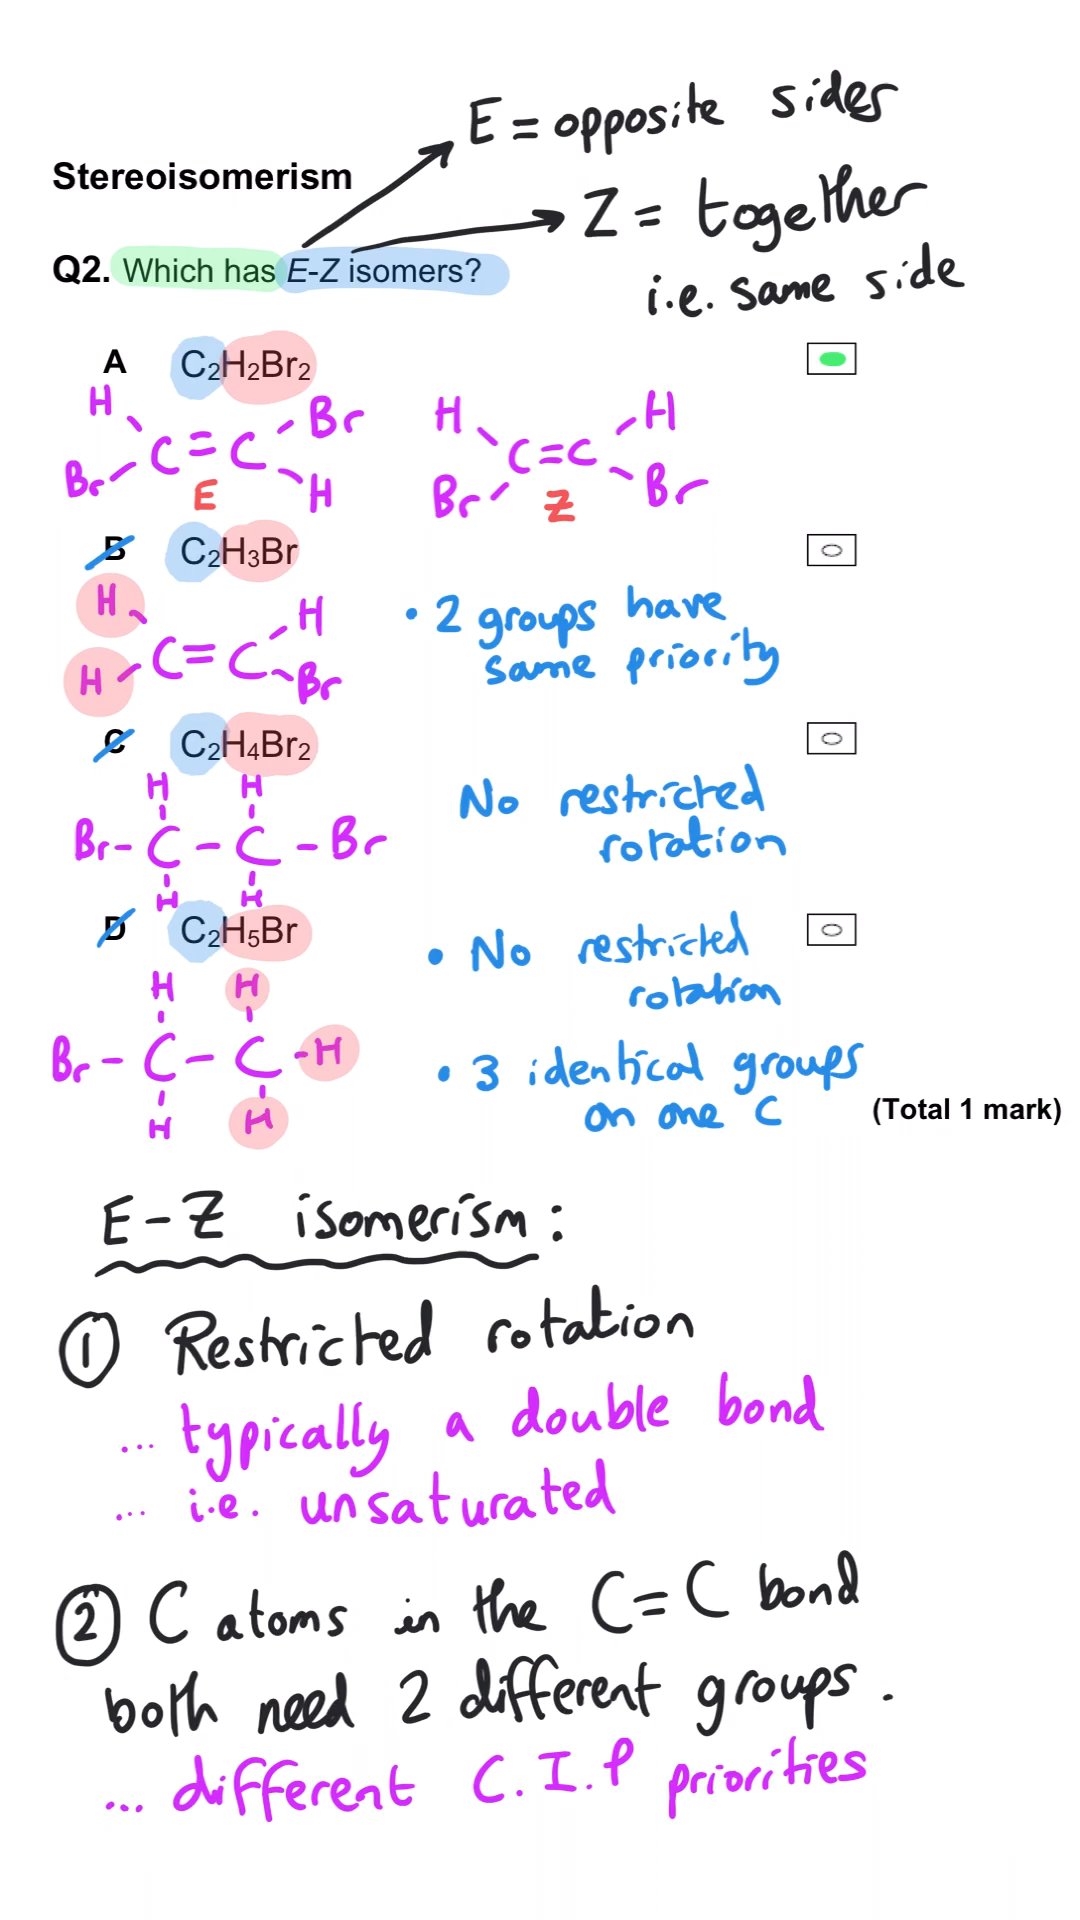 E = opposite sides
Stereoisomerism
Z = together
Q2. Which has E-Z isomers?
i.e. same side
A C₂H₂Br₂
H Br H H
C = C C = C
Br H Br Br
E Z
B C₂H₃Br
H H
C = C
H Br
• 2 groups have
same priority
C C₂H₄Br₂
H H
Br - C - C - Br
H H
No restricted
rotation
D C₂H₅Br
H H
Br - C - C - H
H H
• No restricted
rotation
• 3 identical groups
on one C
(Total 1 mark)
E-Z isomerism:
① Restricted rotation
... typically a double bond
... i.e. unsaturated
② C atoms in the C=C bond
both need 2 different groups.
... different C.I.P priorities